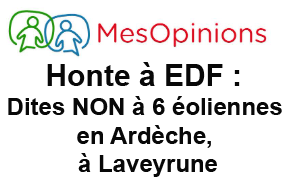 MesOpinions
Honte à EDF :
Dites NON à 6 éoliennes
en Ardèche,
à Laveyrune